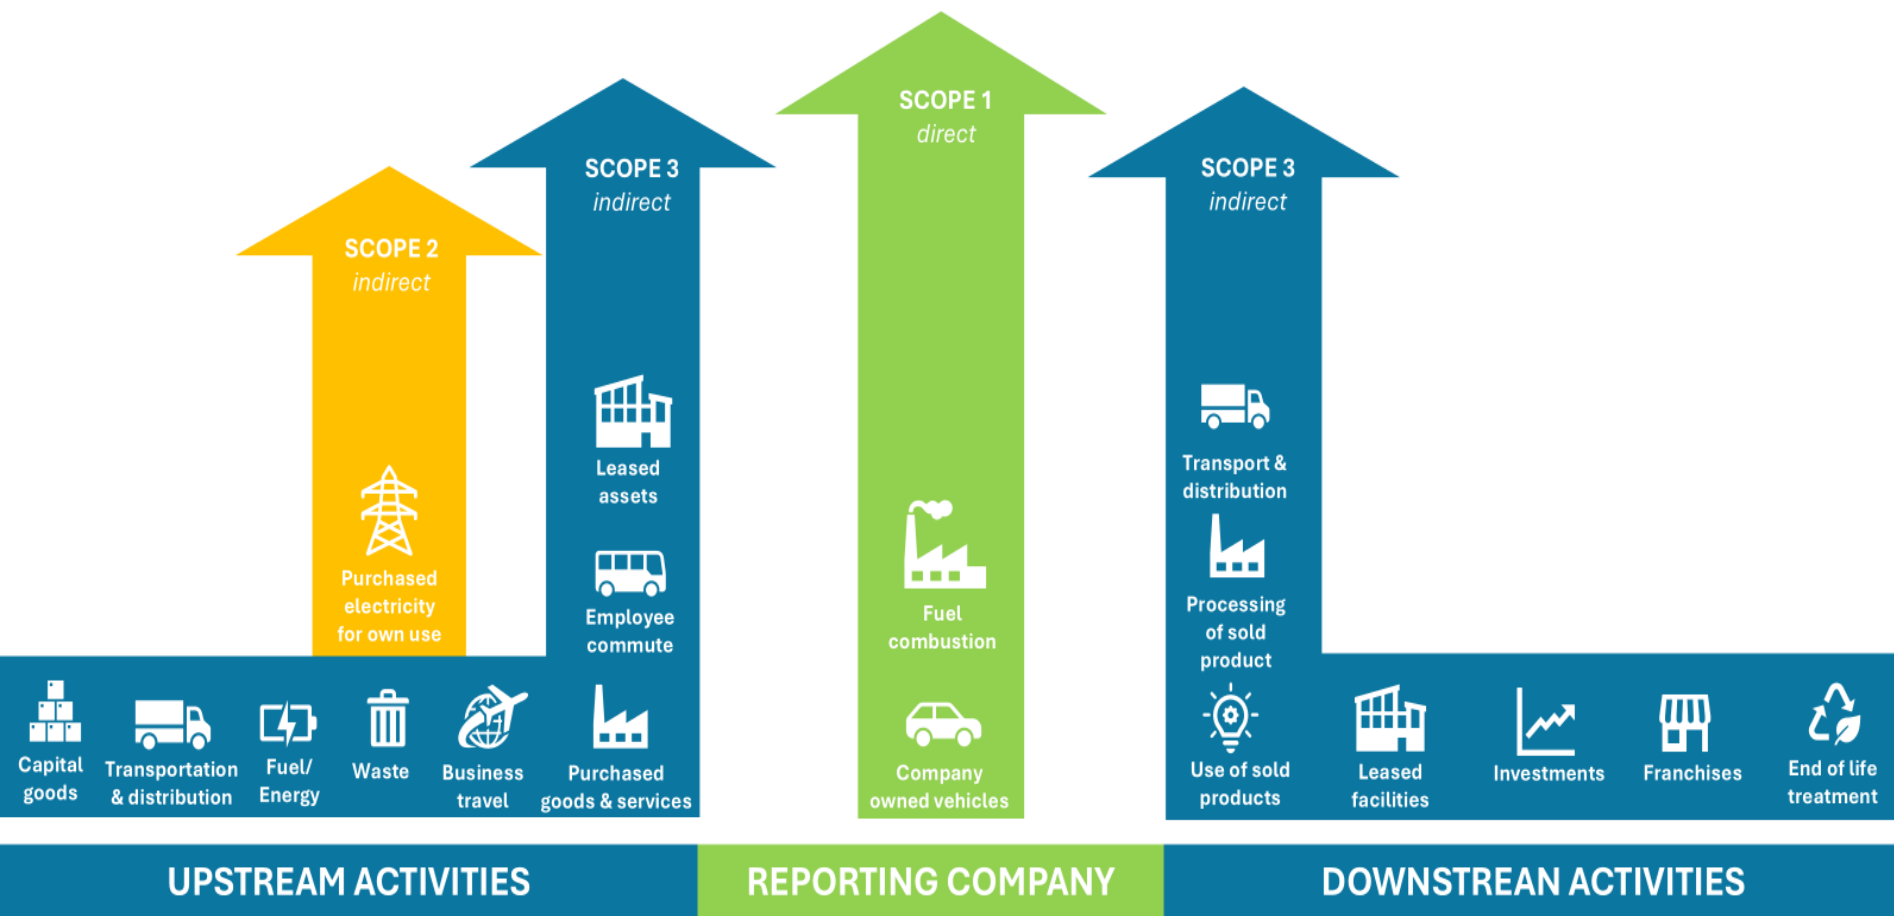 SCOPE 1
direct
SCOPE 3
indirect
SCOPE 3
indirect
SCOPE 2
indirect
Leased
assets
Employee
commute
Purchased
electricity
for own use
Fuel
combustion
Transport &
distribution
Processing
of sold
product
Capital
goods
Transportation
& distribution
Fuel/
Energy
Waste
Business
travel
Purchased
goods & services
Company
owned vehicles
Use of sold
products
Leased
facilities
Investments
Franchises
End of life
treatment
UPSTREAM ACTIVITIES
REPORTING COMPANY
DOWNSTREAN ACTIVITIES